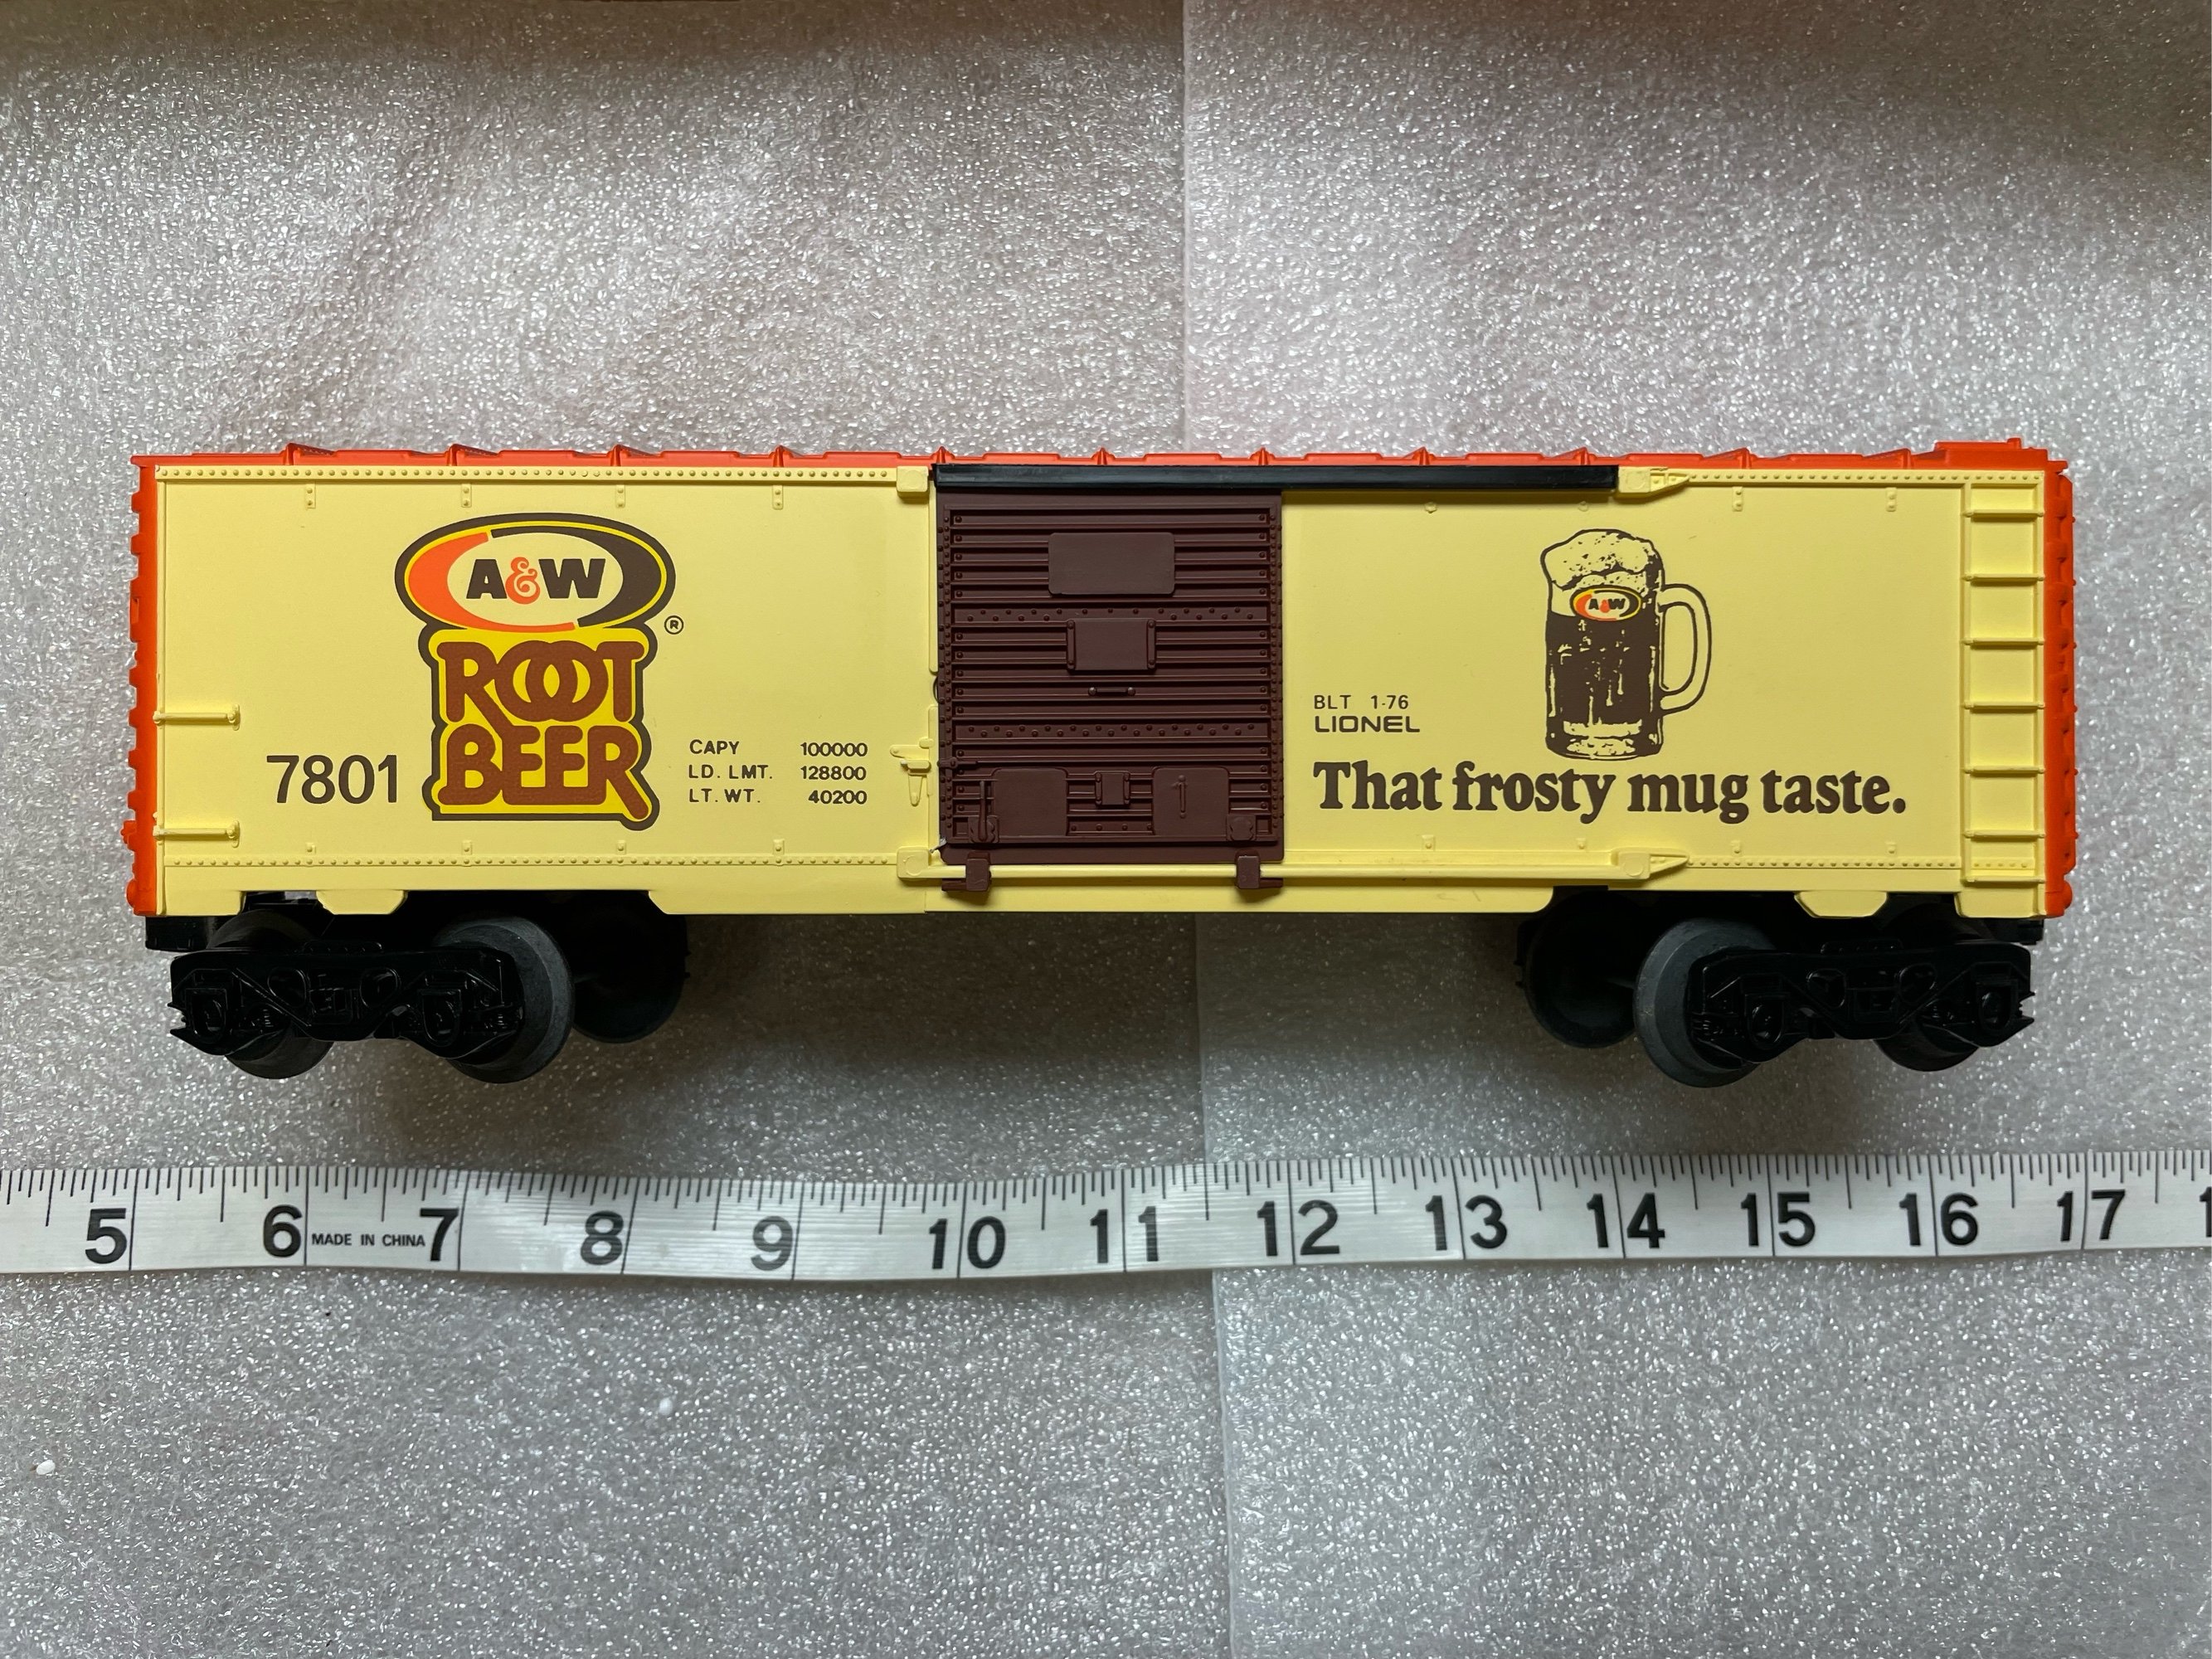 A&W
®
ROOT
BEER
7801
CAPY 100000
LD. LMT. 128800
LT. WT. 40200
1
A&W
BLT 1-76
LIONEL
That frosty mug taste.
5 6 MADE IN CHINA 7 8 9 10 11 12 13 14 15 16 17